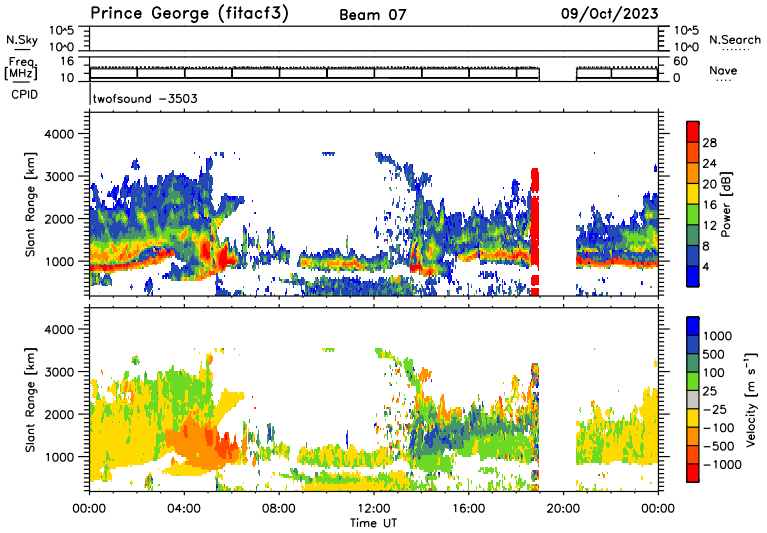 Prince George (fitacf3) Beam 07 09/Oct/2023
N.Sky 10^5 10^0 10^5 10^0 N.Search
Freq. [MHz] 16 10 60 0 Nave
CPID twofsound -3503
Slant Range [km] 4000 3000 2000 1000
Power [dB] 28 24 20 16 12 8 4
Slant Range [km] 4000 3000 2000 1000
Velocity [m s⁻¹] 1000 500 100 25 -25 -100 -500 -1000
00:00 04:00 08:00 12:00 16:00 20:00 00:00
Time UT